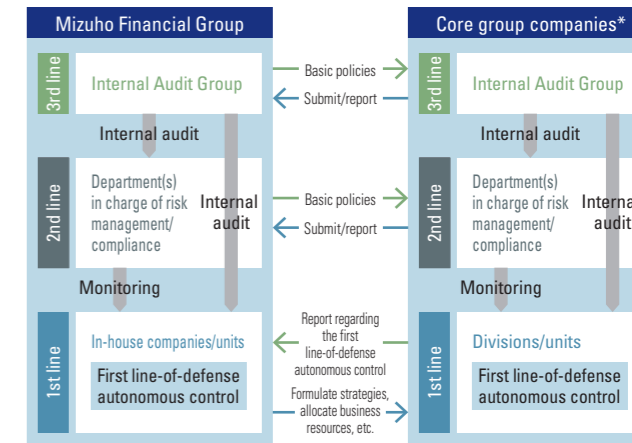 Mizuho Financial Group
3rd line
Internal Audit Group
Internal audit
2nd line
Department(s)
in charge of risk
management/
compliance
Internal
audit
Monitoring
1st line
In-house companies/units
First line-of-defense
autonomous control
Basic policies
Submit/report
Basic policies
Submit/report
Report regarding
the first
line-of-defense
autonomous control
Formulate strategies,
allocate business
resources, etc.
Core group companies*
3rd line
Internal Audit Group
Internal audit
2nd line
Department(s)
in charge of risk
management/
compliance
Interna
audit
Monitoring
1st line
Divisions/units
First line-of-defense
autonomous control